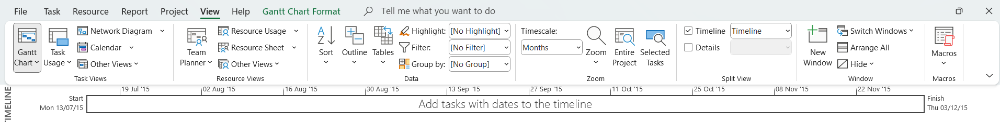 File Task Resource Report Project View Help Gantt Chart Format Tell me what you want to do
Gantt Chart
Task Usage
Network Diagram
Calendar
Other Views
Task Views
Team Planner
Resource Usage
Resource Sheet
Other Views
Resource Views
A Z
Sort
Outline
Tables
Highlight: [No Highlight]
Filter: [No Filter]
Group by: [No Group]
Data
Timescale:
Months
Zoom
Entire Project
Selected Tasks
Zoom
Timeline Timeline
Details
Split View
New Window
Switch Windows
Arrange All
Hide
Window
Macros
Macros
TIMELINE
19 Jul '15 02 Aug '15 16 Aug '15 30 Aug '15 13 Sep '15 27 Sep '15 11 Oct '15 25 Oct '15 08 Nov '15 22 Nov '15
Start
Mon 13/07/15
Add tasks with dates to the timeline
Finish
Thu 03/12/15